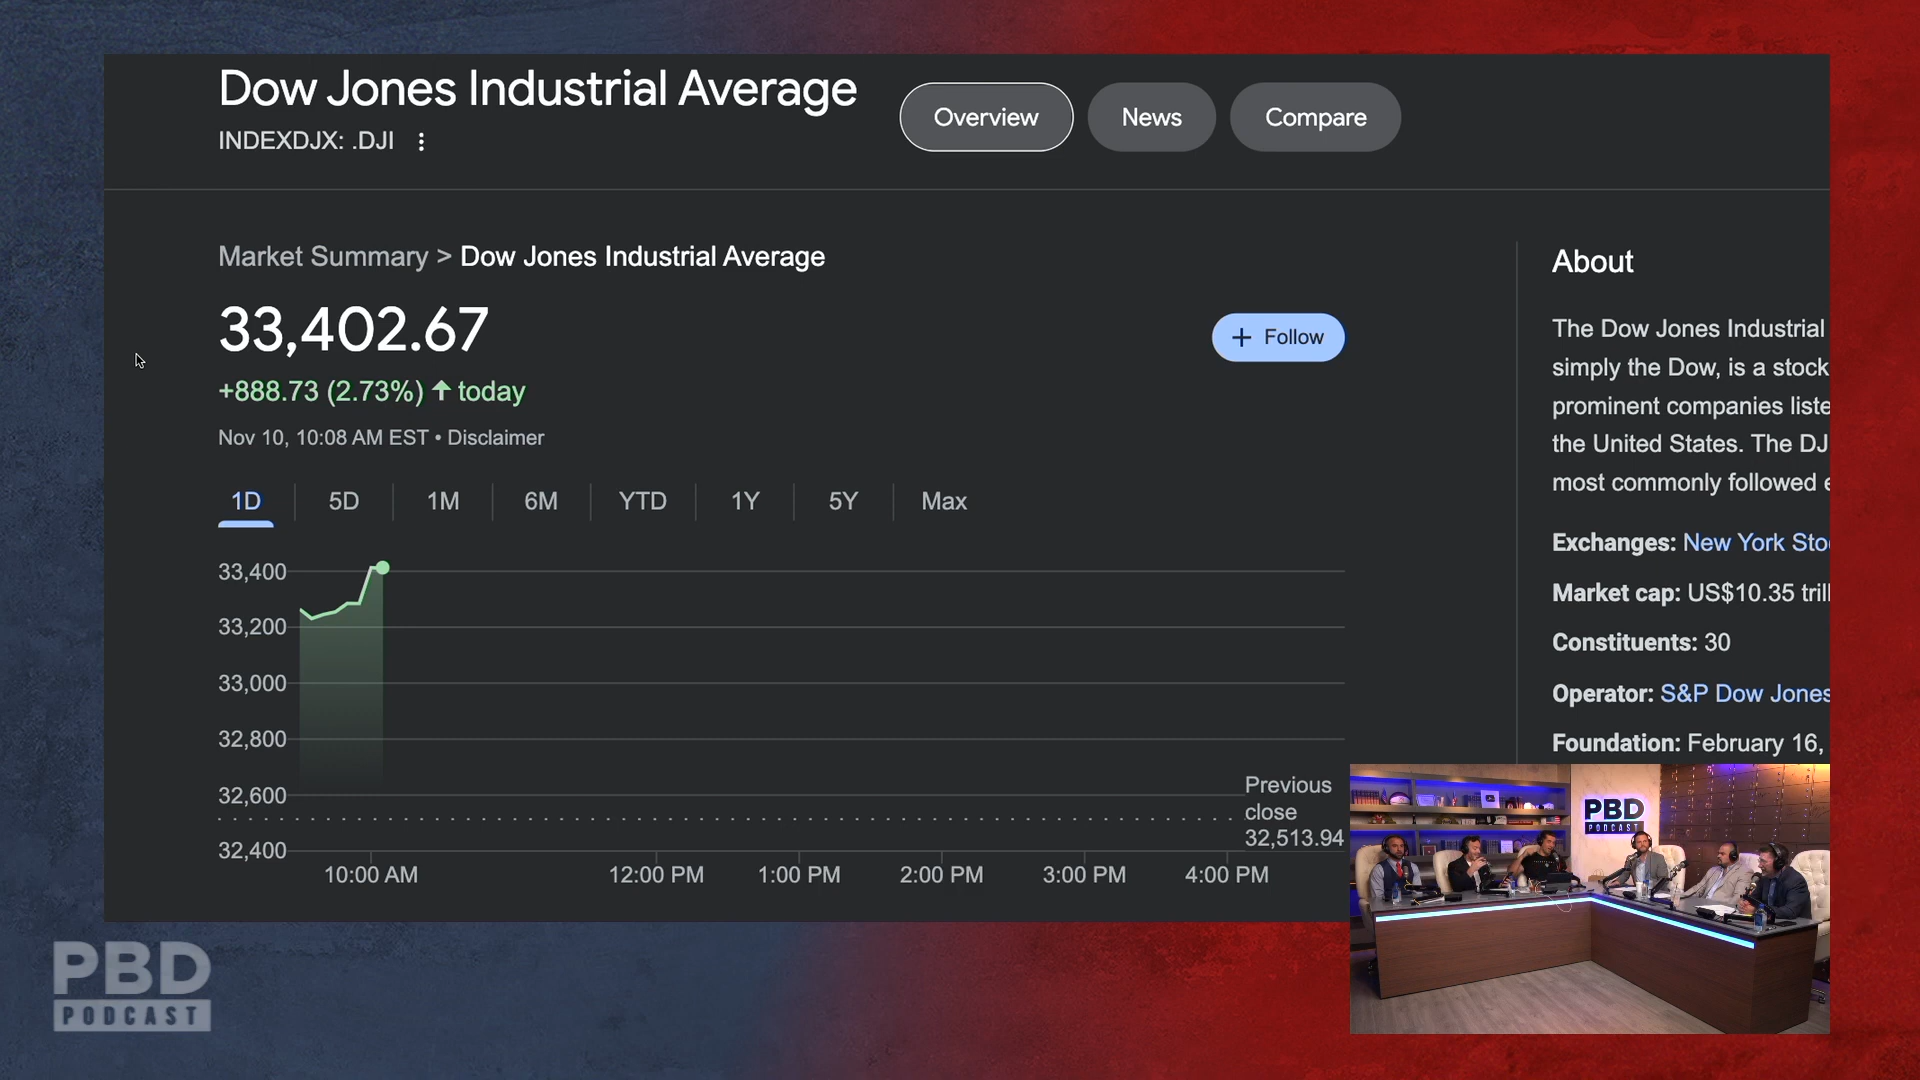 Dow Jones Industrial Average
INDEXDJX: .DJI
Overview
News
Compare
Market Summary > Dow Jones Industrial Average
33,402.67
+888.73 (2.73%) ↑ today
Nov 10, 10:08 AM EST • Disclaimer
+ Follow
1D
5D
1M
6M
YTD
1Y
5Y
Max
33,400
33,200
33,000
32,800
32,600
32,400
Previous
close
32,513.94
10:00 AM
12:00 PM
1:00 PM
2:00 PM
3:00 PM
4:00 PM
About
The Dow Jones Industrial
simply the Dow, is a stock
prominent companies liste
the United States. The DJ
most commonly followed e
Exchanges: New York Sto
Market cap: US$10.35 trill
Constituents: 30
Operator: S&P Dow Jones
Foundation: February 16,
PBD
PODCAST
PBD
PODCAST